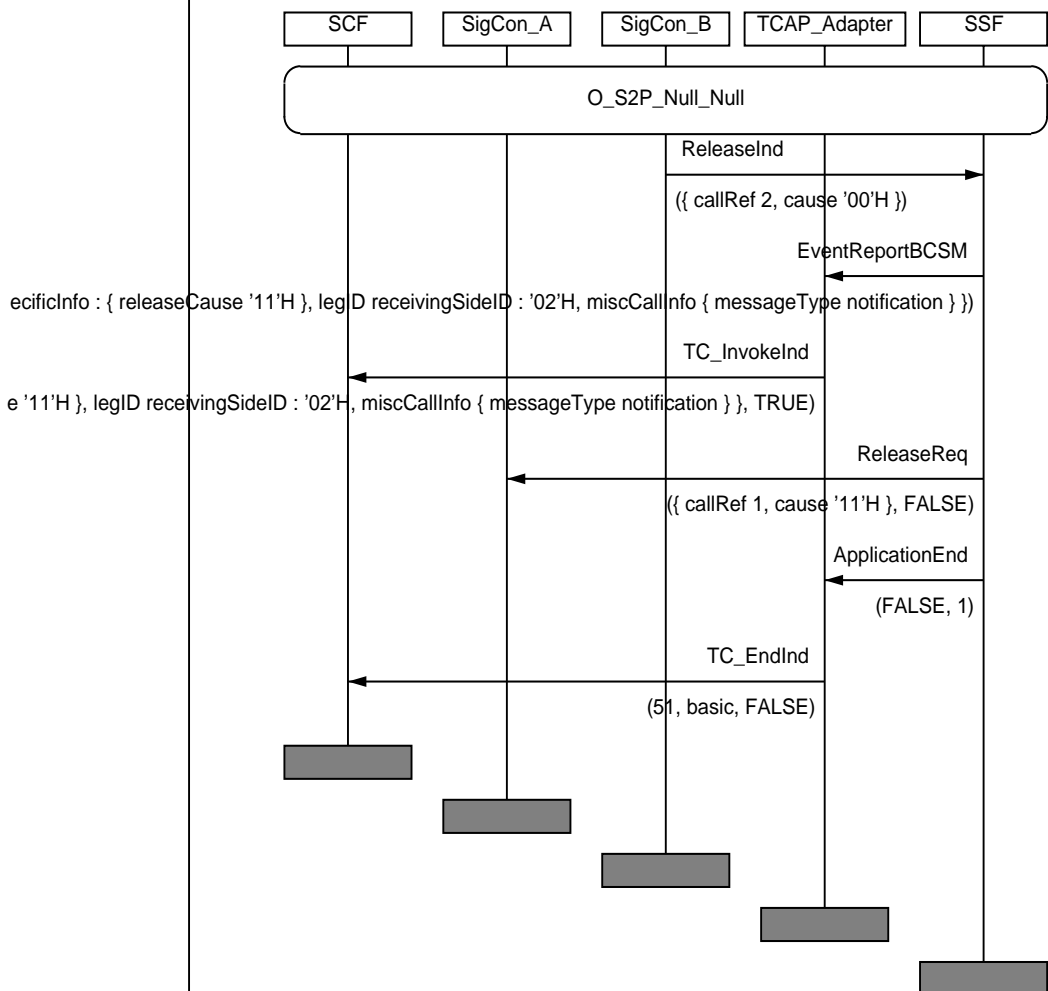 SCF SigCon_A SigCon_B TCAP_Adapter SSF
O_S2P_Null_Null
ReleaseInd
({ callRef 2, cause '00'H })
EventReportBCSM
ecificInfo : { releaseCause '11'H }, legID receivingSideID : '02'H, miscCallInfo { messageType notification } })
TC_InvokeInd
e '11'H }, legID receivingSideID : '02'H, miscCallInfo { messageType notification } }, TRUE)
ReleaseReq
({ callRef 1, cause '11'H }, FALSE)
ApplicationEnd
(FALSE, 1)
TC_EndInd
(51, basic, FALSE)